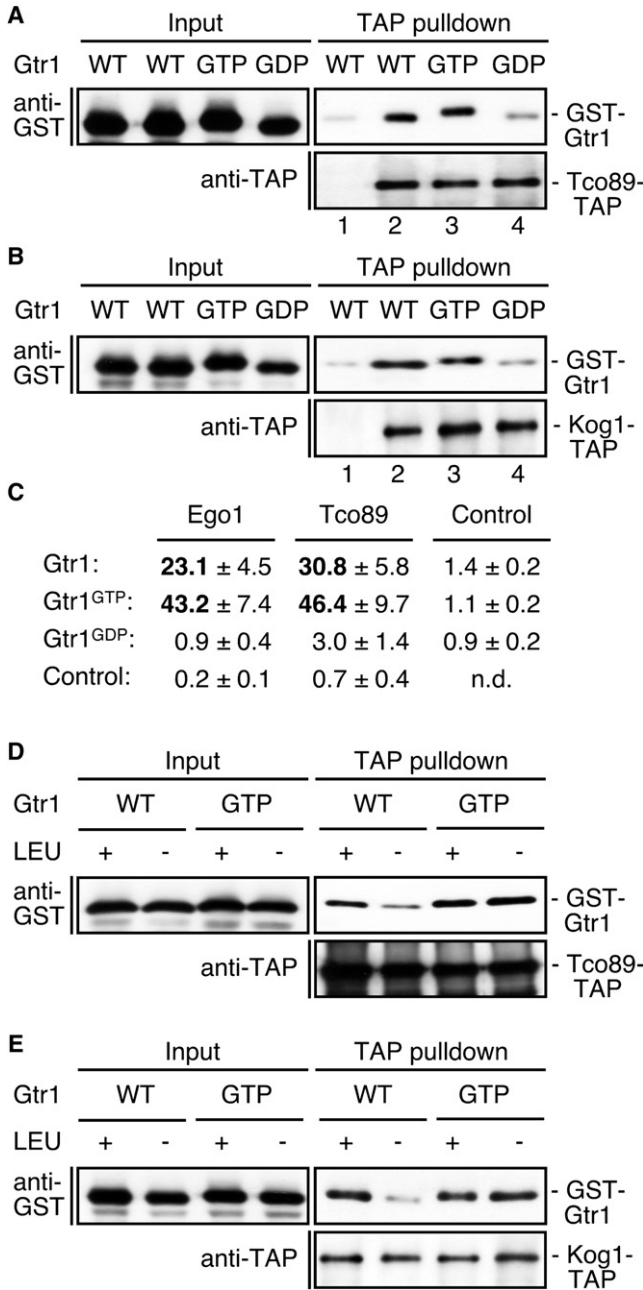 A
Input TAP pulldown
Gtr1 WT WT GTP GDP WT WT GTP GDP
anti-
GST
- GST-
Gtr1
anti-TAP
- Tco89-
TAP
1 2 3 4
B
Input TAP pulldown
Gtr1 WT WT GTP GDP WT WT GTP GDP
anti-
GST
- GST-
Gtr1
anti-TAP
- Kog1-
TAP
1 2 3 4
C
Ego1 Tco89 Control
Gtr1: 23.1 ± 4.5 30.8 ± 5.8 1.4 ± 0.2
Gtr1GTP: 43.2 ± 7.4 46.4 ± 9.7 1.1 ± 0.2
Gtr1GDP: 0.9 ± 0.4 3.0 ± 1.4 0.9 ± 0.2
Control: 0.2 ± 0.1 0.7 ± 0.4 n.d.
D
Input TAP pulldown
Gtr1 WT GTP WT GTP
LEU + - + - + - + -
anti-
GST
- GST-
Gtr1
anti-TAP
- Tco89-
TAP
E
Input TAP pulldown
Gtr1 WT GTP WT GTP
LEU + - + - + - + -
anti-
GST
- GST-
Gtr1
anti-TAP
- Kog1-
TAP